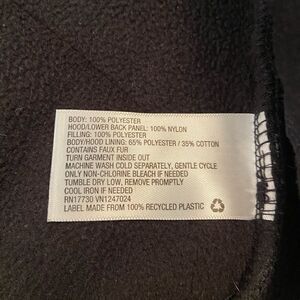 BODY: 100% POLYESTER
HOOD/LOWER BACK PANEL: 100% NYLON
FILLING: 100% POLYESTER
BODY/HOOD LINING: 65% POLYESTER / 35% COTTON
CONTAINS FAUX FUR
TURN GARMENT INSIDE OUT
MACHINE WASH COLD SEPARATELY, GENTLE CYCLE
ONLY NON-CHLORINE BLEACH IF NEEDED
TUMBLE DRY LOW, REMOVE PROMPTLY
COOL IRON IF NEEDED
RN17730 VN1247024
LABEL MADE FROM 100% RECYCLED PLASTIC